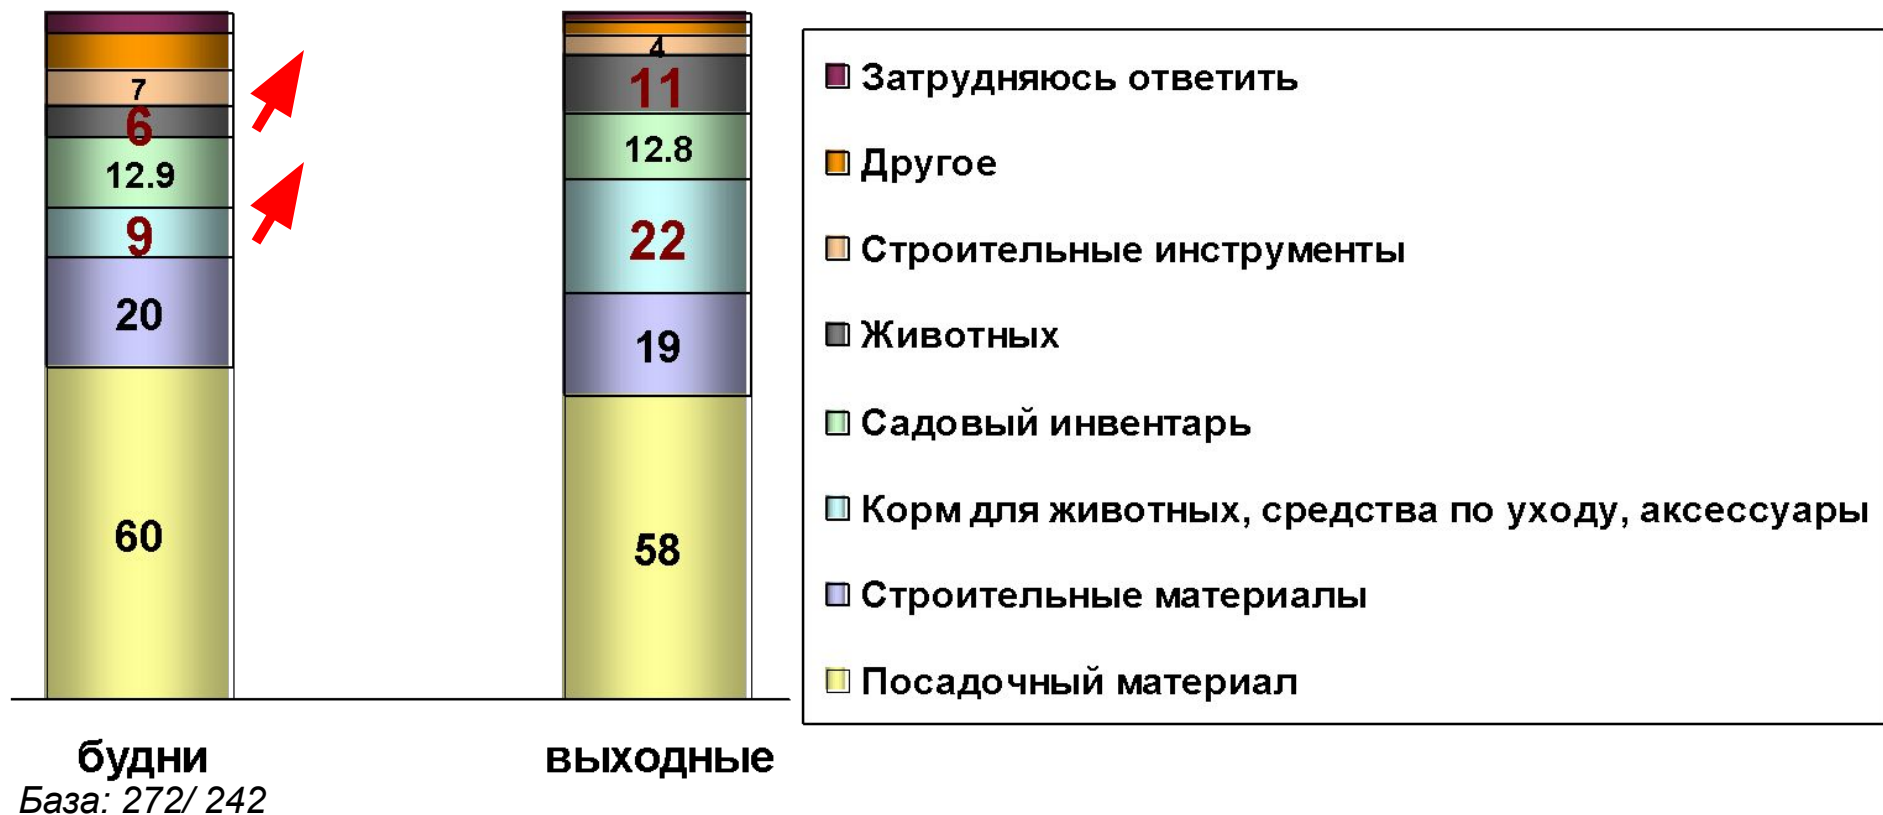 7
6
12.9
9
20
60
4
11
12.8
22
19
58
Затрудняюсь ответить
Другое
Строительные инструменты
Животных
Садовый инвентарь
Корм для животных, средства по уходу, аксессуары
Строительные материалы
Посадочный материал
будни
выходные
База: 272/ 242